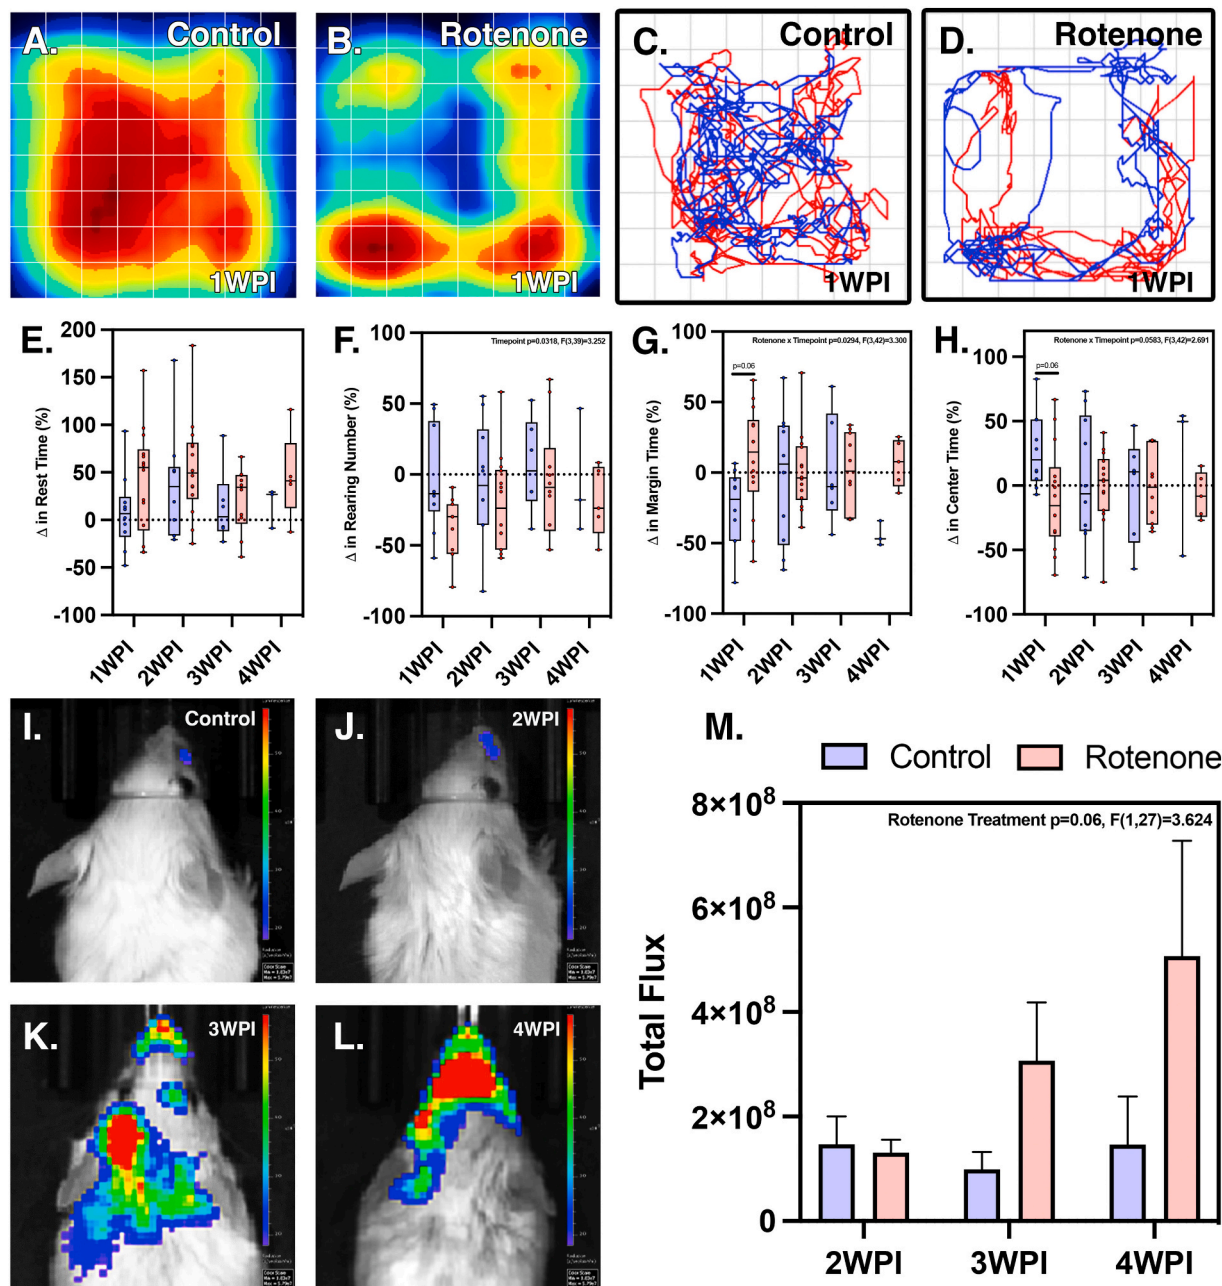 A. Control
1WPI
B. Rotenone
1WPI
C. Control
1WPI
D. Rotenone
1WPI
E.
Δ in Rest Time (%)
200
150
100
50
0
-50
-100
1WPI
2WPI
3WPI
4WPI
F.
Timepoint p=0.0318, F(3,39)=3.252
Δ in Rearing Number (%)
100
50
0
-50
-100
1WPI
2WPI
3WPI
4WPI
G.
Rotenone x Timepoint p=0.0294, F(3,42)=3.300
p=0.06
Δ in Margin Time (%)
100
50
0
-50
-100
1WPI
2WPI
3WPI
4WPI
H.
Rotenone x Timepoint p=0.0583, F(3,42)=2.691
p=0.06
Δ in Center Time (%)
100
50
0
-50
-100
1WPI
2WPI
3WPI
4WPI
I. Control
J. 2WPI
K. 3WPI
L. 4WPI
M.
Control Rotenone
Rotenone Treatment p=0.06, F(1,27)=3.624
Total Flux
8×10⁸
6×10⁸
4×10⁸
2×10⁸
0
2WPI
3WPI
4WPI